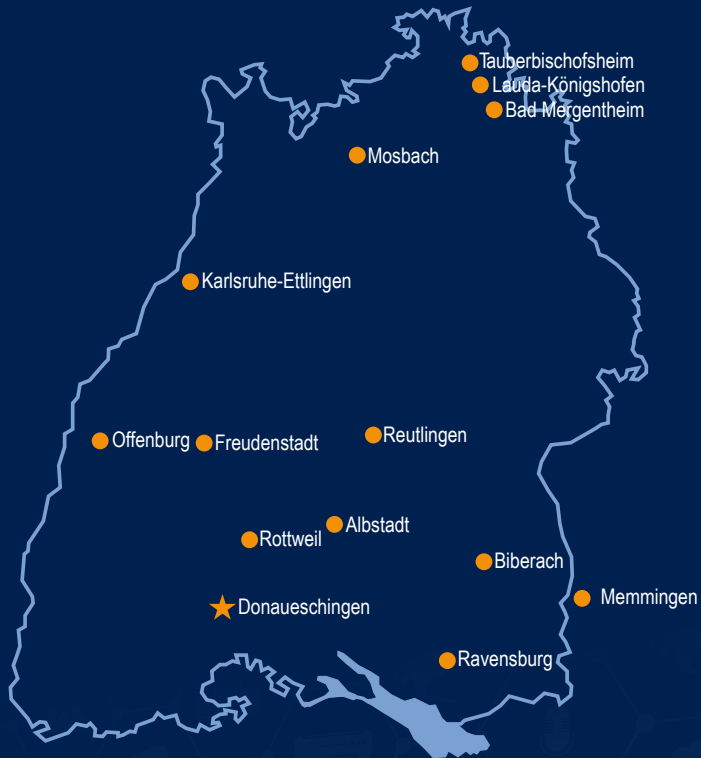 Tauberbischofsheim
Lauda-Königshofen
Bad Mergentheim
Mosbach
Karlsruhe-Ettlingen
Offenburg
Freudenstadt
Reutlingen
Albstadt
Rottweil
Biberach
Memmingen
Donaueschingen
Ravensburg